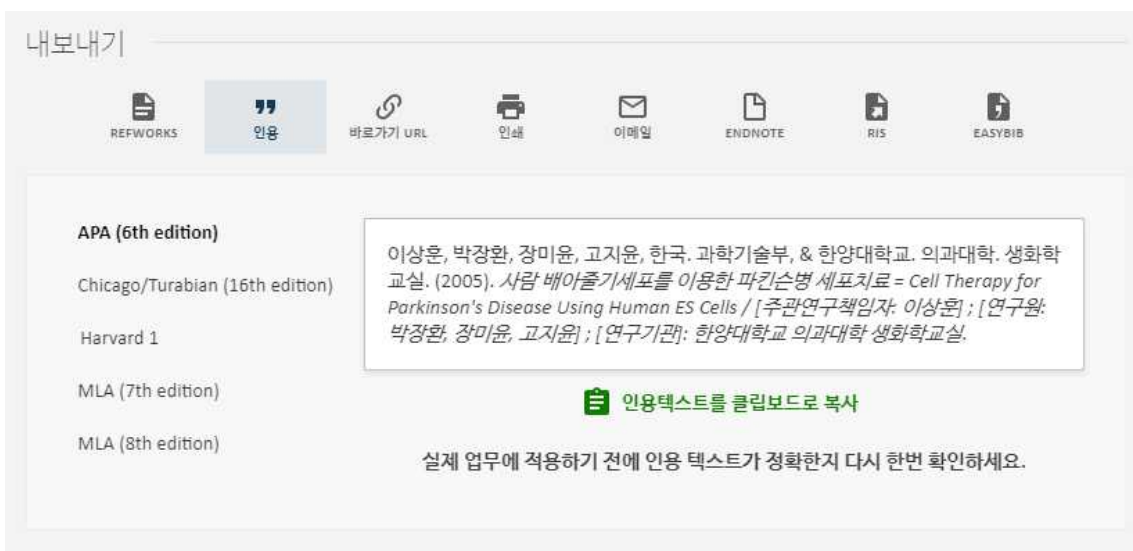 내보내기
REFWORKS
인용
바로가기 URL
인쇄
이메일
ENDNOTE
RIS
EASYBIB
APA (6th edition)
Chicago/Turabian (16th edition)
Harvard 1
MLA (7th edition)
MLA (8th edition)
이상훈, 박장환, 장미윤, 고지윤, 한국. 과학기술부, & 한양대학교. 의과대학. 생화학
교실. (2005). 사람 배아줄기세포를 이용한 파킨슨병 세포치료 = Cell Therapy for
Parkinson's Disease Using Human ES Cells / [주관연구책임자: 이상훈] ; [연구원:
박장환, 장미윤, 고지윤] ; [연구기관]: 한양대학교 의과대학 생화학교실.
인용텍스트를 클립보드로 복사
실제 업무에 적용하기 전에 인용 텍스트가 정확한지 다시 한번 확인하세요.